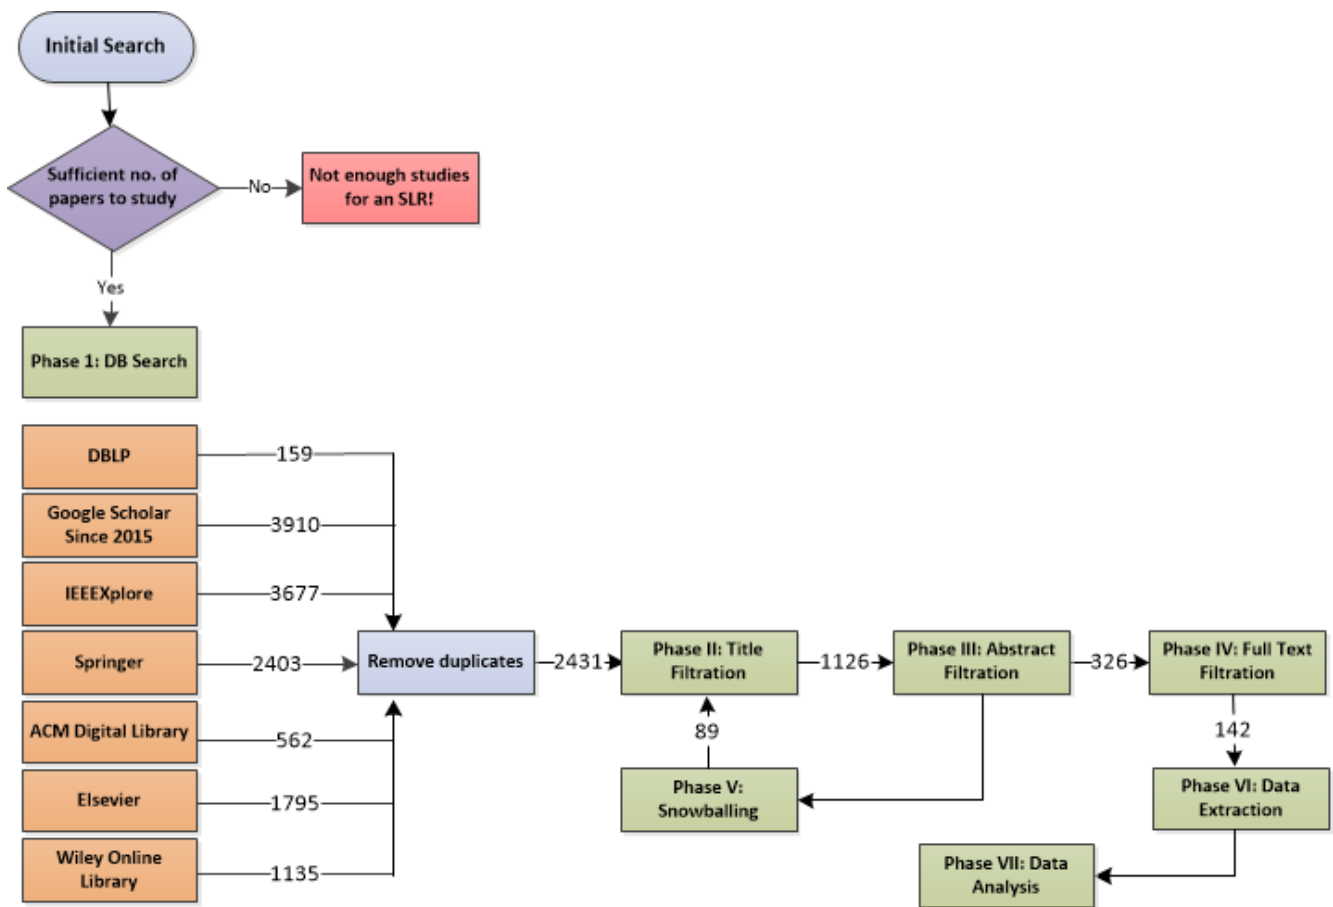 Initial Search
Sufficient no. of
papers to study
No
Not enough studies
for an SLR!
Yes
Phase 1: DB Search
DBLP
159
Google Scholar
Since 2015
3910
IEEEXplore
3677
Springer
2403
Remove duplicates
2431
Phase II: Title
Filtration
1126
Phase III: Abstract
Filtration
326
Phase IV: Full Text
Filtration
ACM Digital Library
562
89
142
Elsevier
1795
Phase V:
Snowballing
Phase VI: Data
Extraction
Wiley Online
Library
1135
Phase VII: Data
Analysis